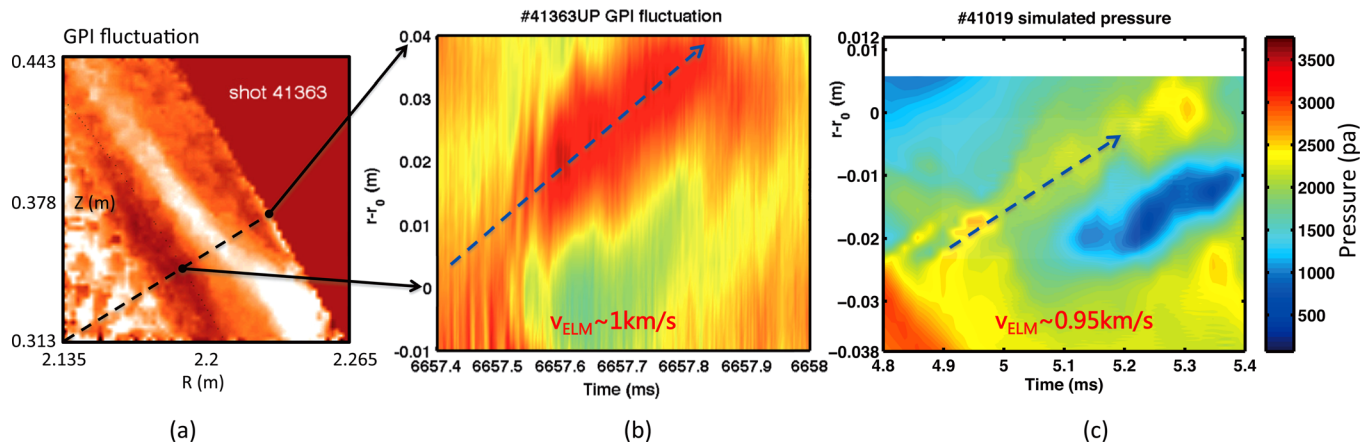 GPI fluctuation
shot 41363
0.443
0.378
0.313
Z (m)
2.135
2.2
2.265
R (m)
(a)
#41363UP GPI fluctuation
0.04
0.03
0.02
0.01
0
-0.01
r-r0 (m)
vELM~1km/s
6657.4
6657.5
6657.6
6657.7
6657.8
6657.9
6658
Time (ms)
(b)
#41019 simulated pressure
0.012
0.01
0
-0.01
-0.02
-0.03
-0.038
r-r0 (m)
vELM~0.95km/s
4.8
4.9
5
5.1
5.2
5.3
5.4
Time (ms)
(c)
3500
3000
2500
2000
1500
1000
500
Pressure (pa)